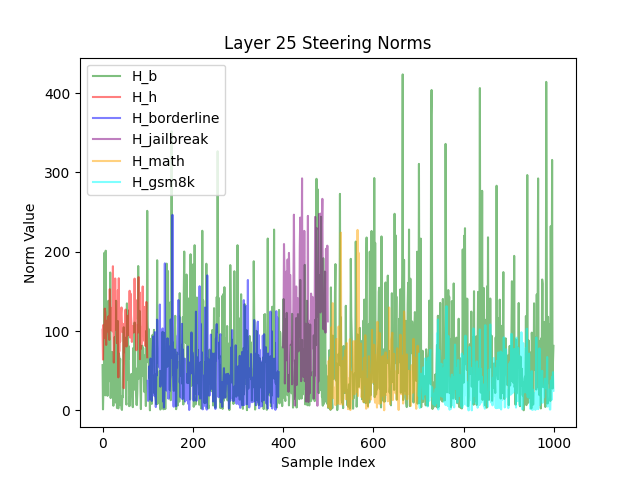 Layer 25 Steering Norms
H_b
H_h
H_borderline
H_jailbreak
H_math
H_gsm8k
Norm Value
400
300
200
100
0
0
200
400
600
800
1000
Sample Index